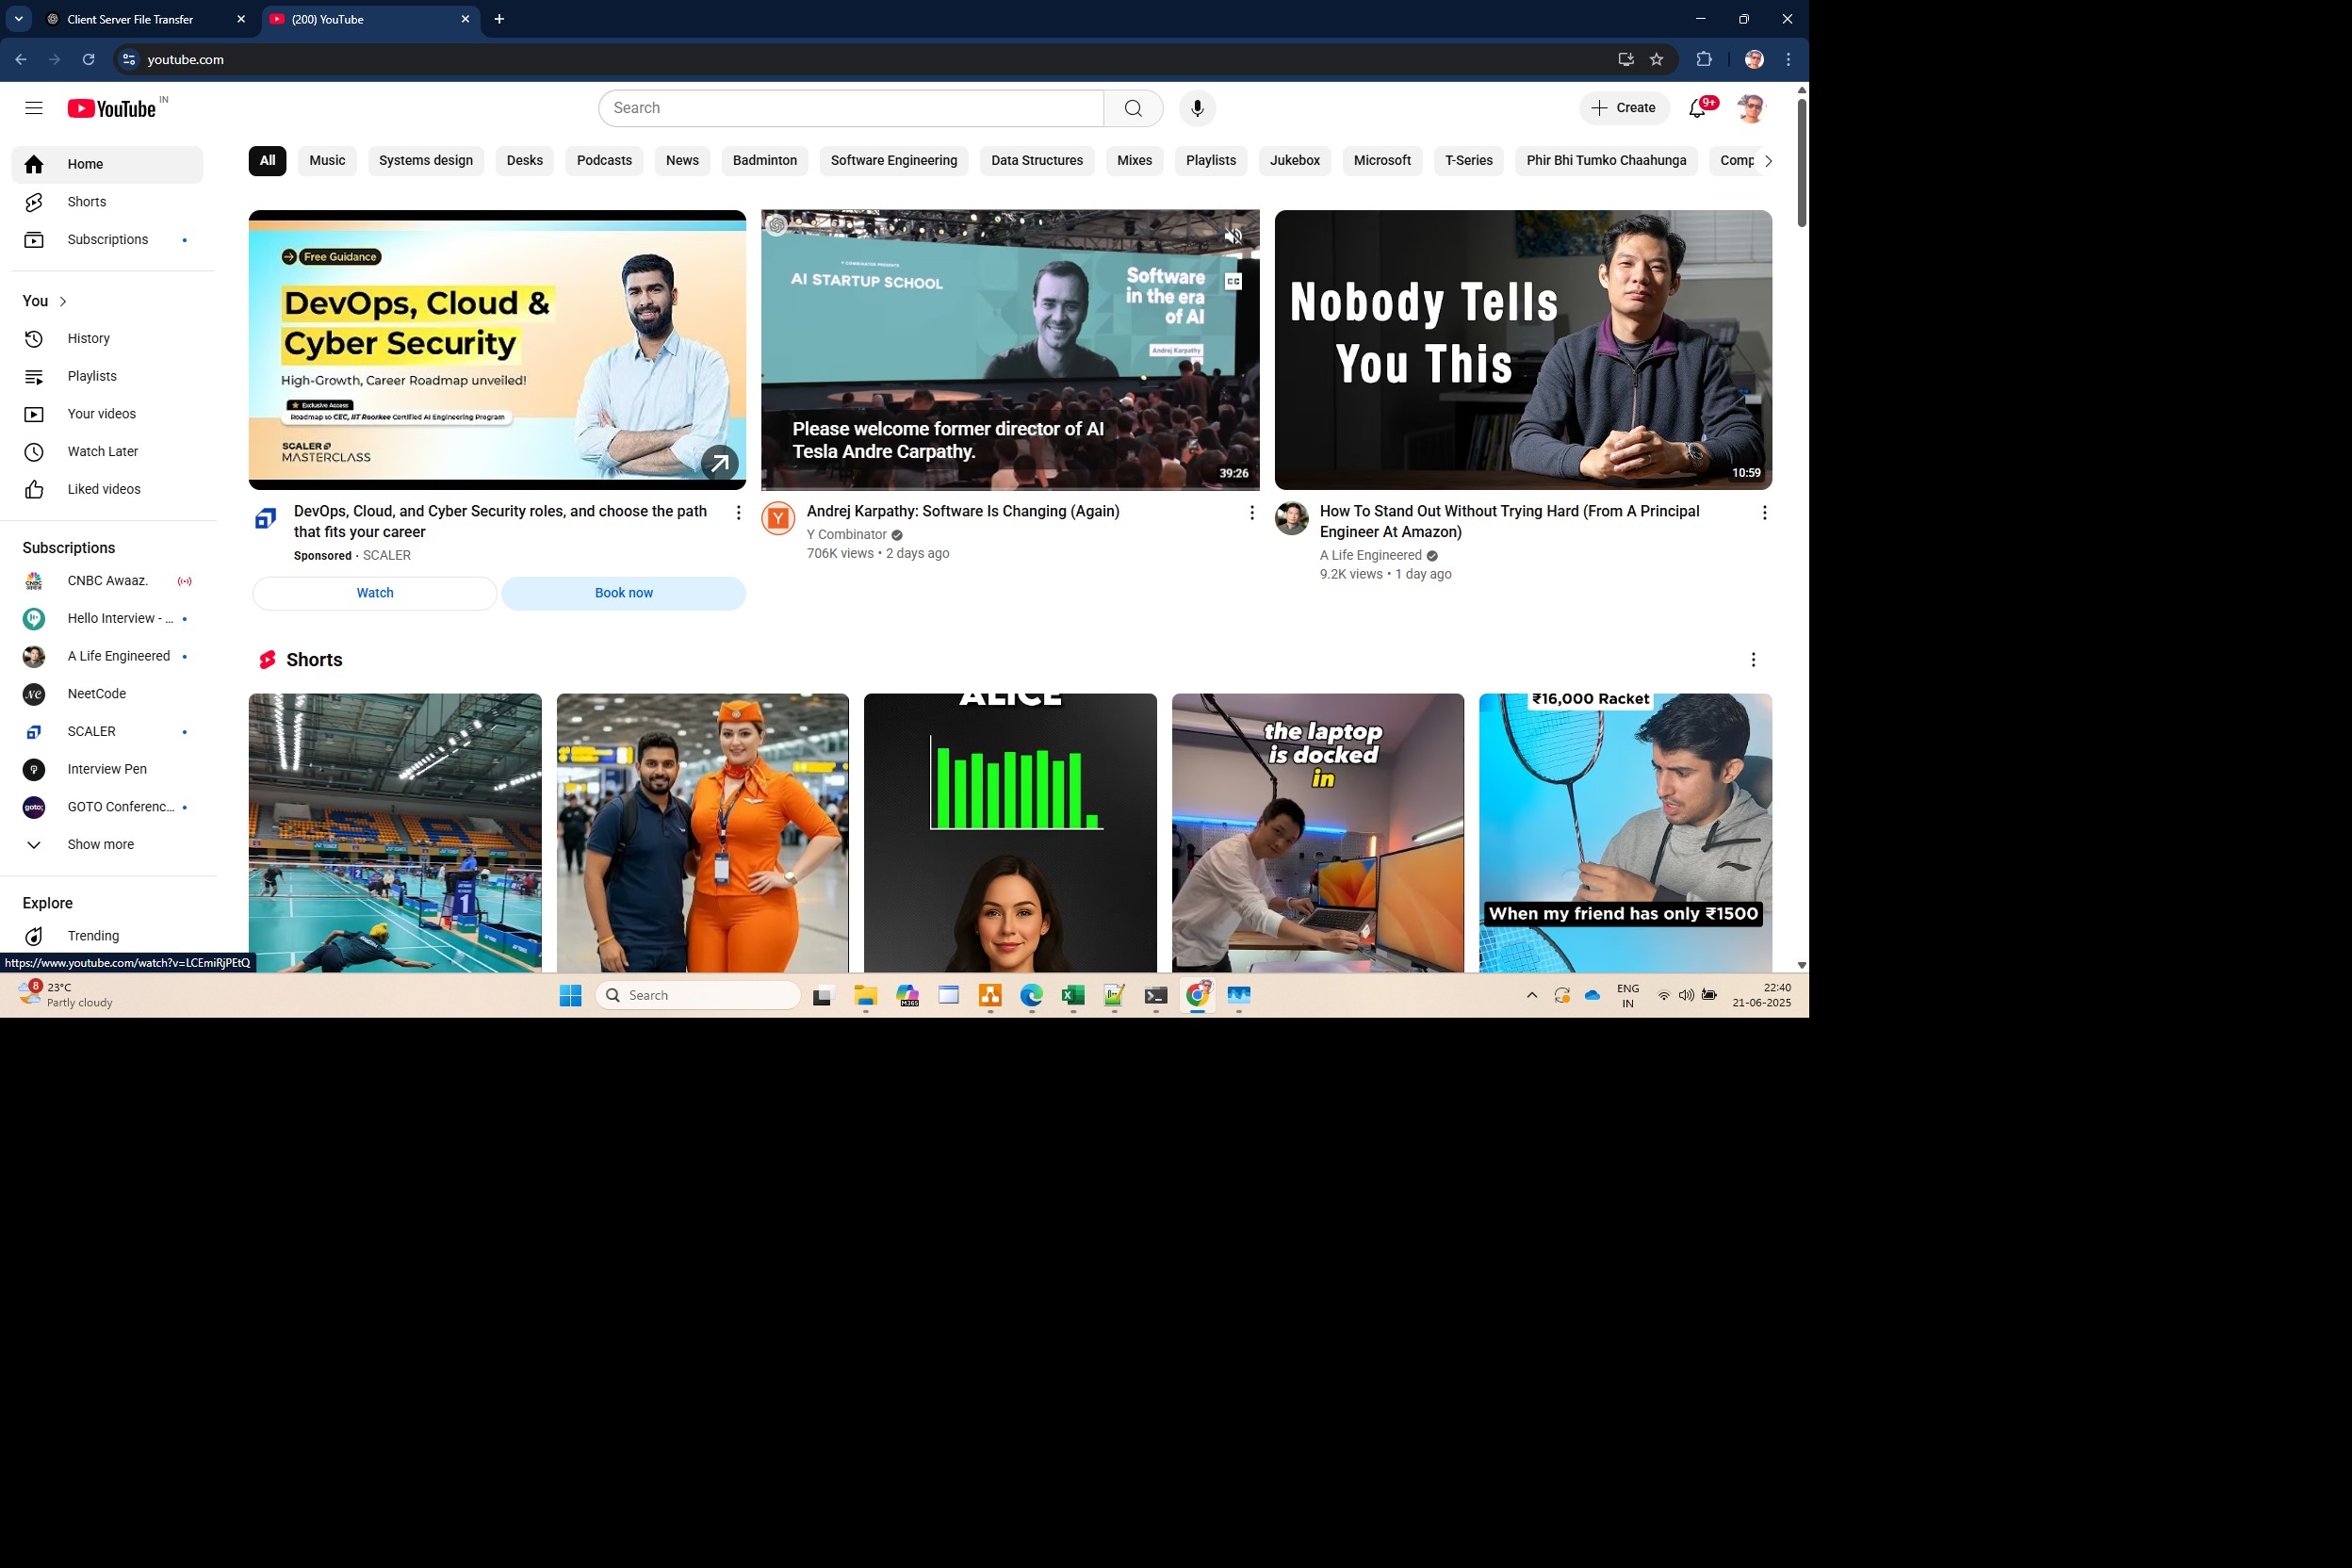 Client Server File Transfer
(200) YouTube
youtube.com
YouTube IN
Search
Create
9+
Home
Shorts
Subscriptions
You
History
Playlists
Your videos
Watch Later
Liked videos
Subscriptions
CNBC Awaaz.
Hello Interview - ...
A Life Engineered
NeetCode
SCALER
Interview Pen
GOTO Conferenc...
Show more
Explore
Trending
https://www.youtube.com/watch?v=LCEmiRjPEtQ
All
Music
Systems design
Desks
Podcasts
News
Badminton
Software Engineering
Data Structures
Mixes
Playlists
Jukebox
Microsoft
T-Series
Phir Bhi Tumko Chaahunga
Comp
Free Guidance
DevOps, Cloud &
Cyber Security
High-Growth, Career Roadmap unveiled!
Exclusive Access
Roadmap so CEC, IIT Roorkee Certified AI Engineering Program
SCALER
MASTERCLASS
DevOps, Cloud, and Cyber Security roles, and choose the path
that fits your career
Sponsored · SCALER
Watch
Book now
Y COMBINATOR PRESENTS
AI STARTUP SCHOOL
Software
in the era
of AI
Andrej Karpathy
CC
Please welcome former director of AI
Tesla Andre Carpathy.
39:26
Y
Andrej Karpathy: Software Is Changing (Again)
Y Combinator
706K views • 2 days ago
Nobody Tells
You This
10:59
How To Stand Out Without Trying Hard (From A Principal
Engineer At Amazon)
A Life Engineered
9.2K views • 1 day ago
Shorts
1
ALICE
the laptop
is docked
in
₹16,000 Racket
When my friend has only ₹1500
8
23°C
Partly cloudy
Search
M365
ENG
IN
22:40
21-06-2025